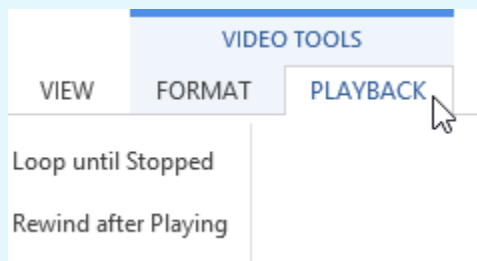 VIDEO TOOLS
VIEW FORMAT PLAYBACK
Loop until Stopped
Rewind after Playing